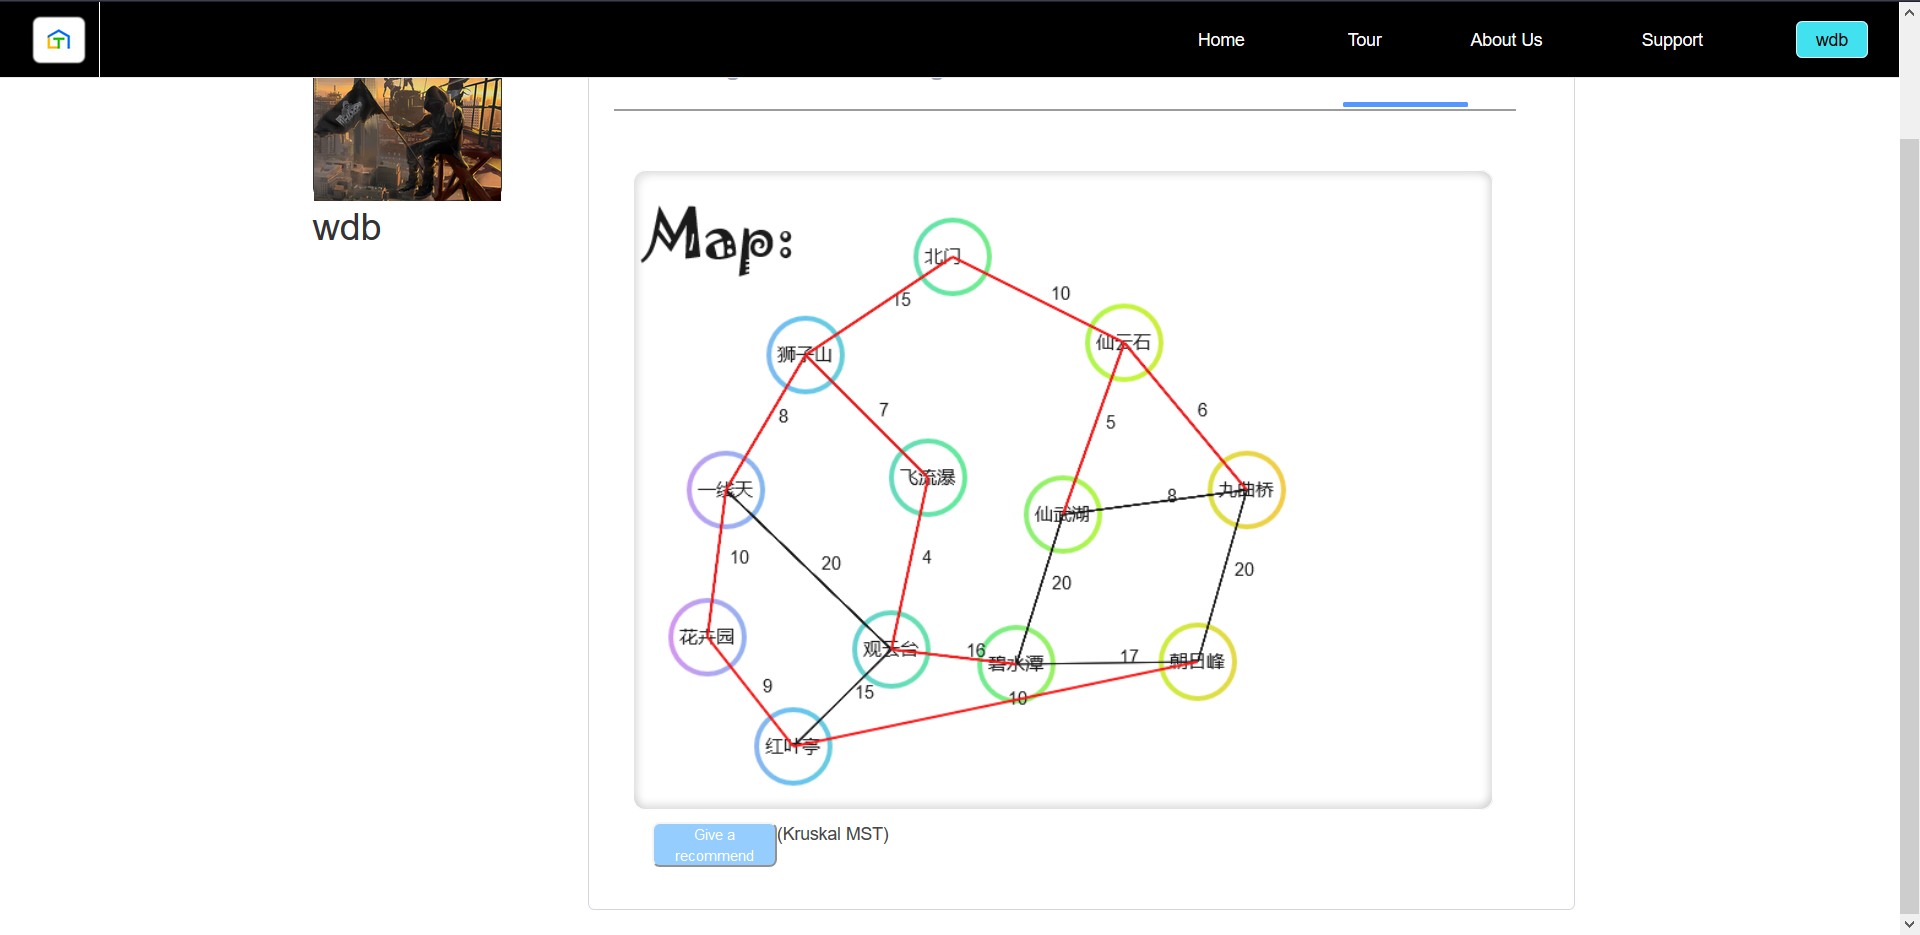 Home Tour About Us Support wdb
wdb
Map:
北门
15
10
狮子山
仙云石
8
7
5
6
一线天
飞流瀑
仙武湖
8
九曲桥
10
20
4
20
20
花卉园
观云台
16
碧水潭
17
朝日峰
9
15
10
红叶亭
Give a
recommend
(Kruskal MST)